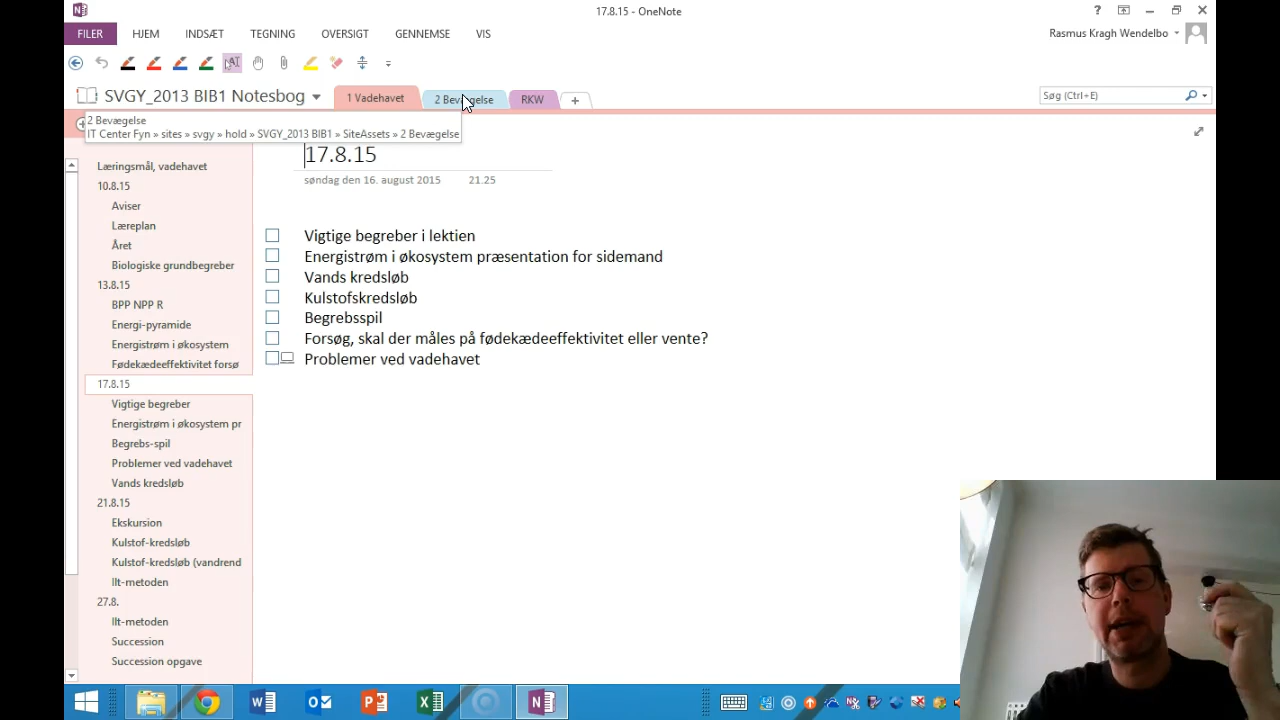 17.8.15 - OneNote
FILER HJEM INDSÆT TEGNING OVERSIGT GENNEMSE VIS
Rasmus Kragh Wendelbo
SVGY_2013 BIB1 Notesbog
1 Vadehavet
2 Bevægelse
RKW
Søg (Ctrl+E)
2 Bevægelse
IT Center Fyn » sites » svgy » hold » SVGY_2013 BIB1 » SiteAssets » 2 Bevægelse
Læringsmål, vadehavet
10.8.15
Aviser
Læreplan
Året
Biologiske grundbegreber
13.8.15
BPP NPP R
Energi-pyramide
Energistrøm i økosystem
Fødekædeeffektivitet forsø
17.8.15
Vigtige begreber
Energistrøm i økosystem pr
Begrebs-spil
Problemer ved vadehavet
Vands kredsløb
21.8.15
Ekskursion
Kulstof-kredsløb
Kulstof-kredsløb (vandrend
Ilt-metoden
27.8.
Ilt-metoden
Succession
Succession opgave
17.8.15
søndag den 16. august 2015 21.25
Vigtige begreber i lektien
Energistrøm i økosystem præsentation for sidemand
Vands kredsløb
Kulstofskredsløb
Begrebsspil
Forsøg, skal der måles på fødekædeeffektivitet eller vente?
Problemer ved vadehavet